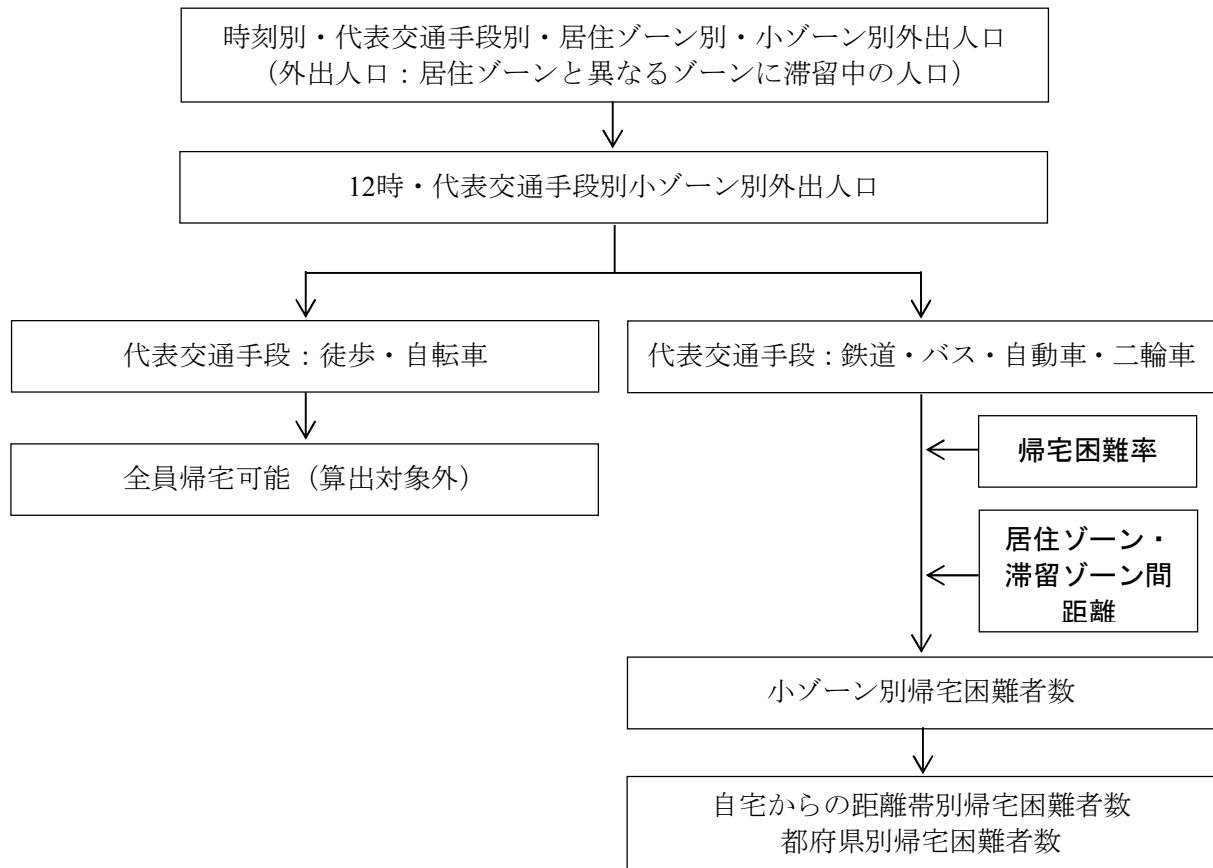 時刻別・代表交通手段別・居住ゾーン別・小ゾーン別外出人口
（外出人口：居住ゾーンと異なるゾーンに滞留中の人口）
12時・代表交通手段別小ゾーン別外出人口
代表交通手段：徒歩・自転車
代表交通手段：鉄道・バス・自動車・二輪車
全員帰宅可能（算出対象外）
帰宅困難率
居住ゾーン・
滞留ゾーン間
距離
小ゾーン別帰宅困難者数
自宅からの距離帯別帰宅困難者数
都府県別帰宅困難者数